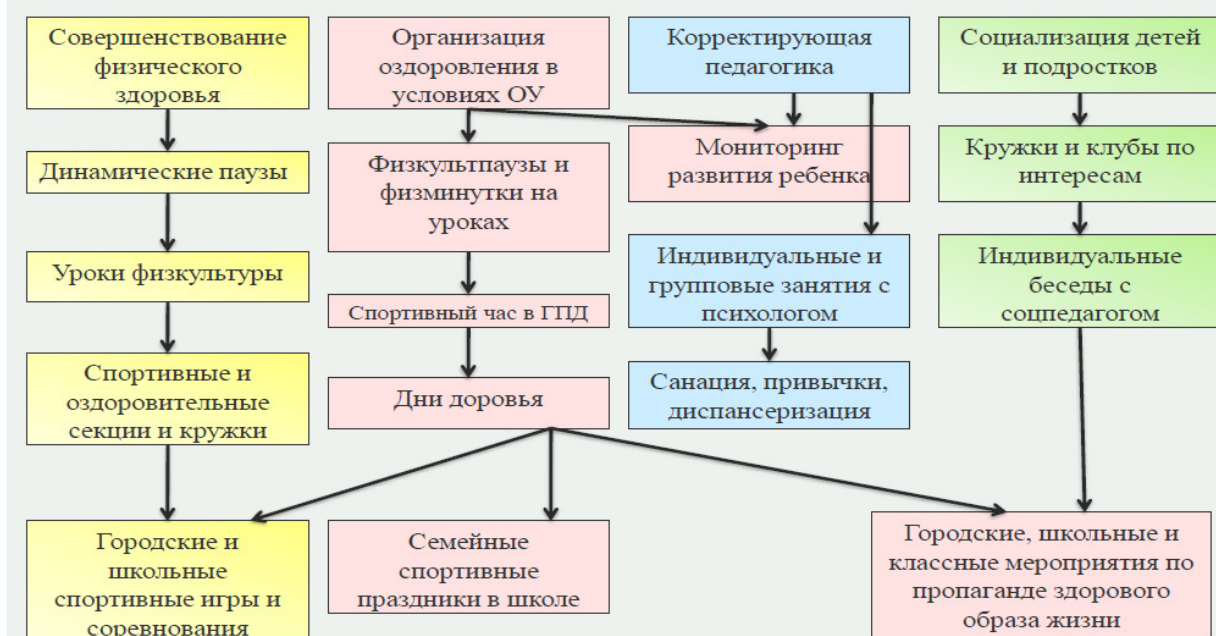 Совершенствование
физического
здоровья
Динамические паузы
Уроки физкультуры
Спортивные и
оздоровительные
секции и кружки
Городские и
школьные
спортивные игры и
соревнования
Организация
оздоровления в
условиях ОУ
Физкультпаузы и
физминутки на
уроках
Спортивный час в ГПД
Дни доровья
Семейные
спортивные
праздники в школе
Корректирующая
педагогика
Мониторинг
развития ребенка
Индивидуальные и
групповые занятия с
психологом
Санация, привычки,
диспансеризация
Социализация детей
и подростков
Кружки и клубы по
интересам
Индивидуальные
беседы с
соцпедагогом
Городские, школьные и
классные мероприятия по
пропаганде здорового
образа жизни